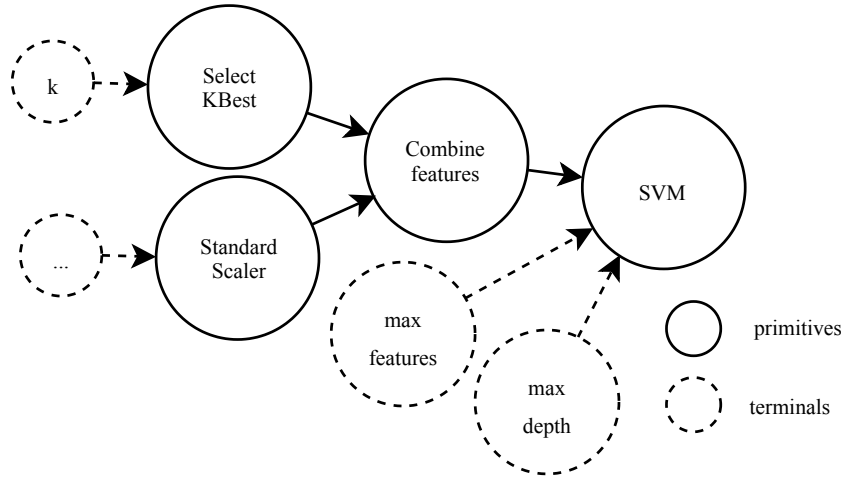 k
Select
KBest
Combine
features
SVM
...
Standard
Scaler
max
features
max
depth
primitives
terminals